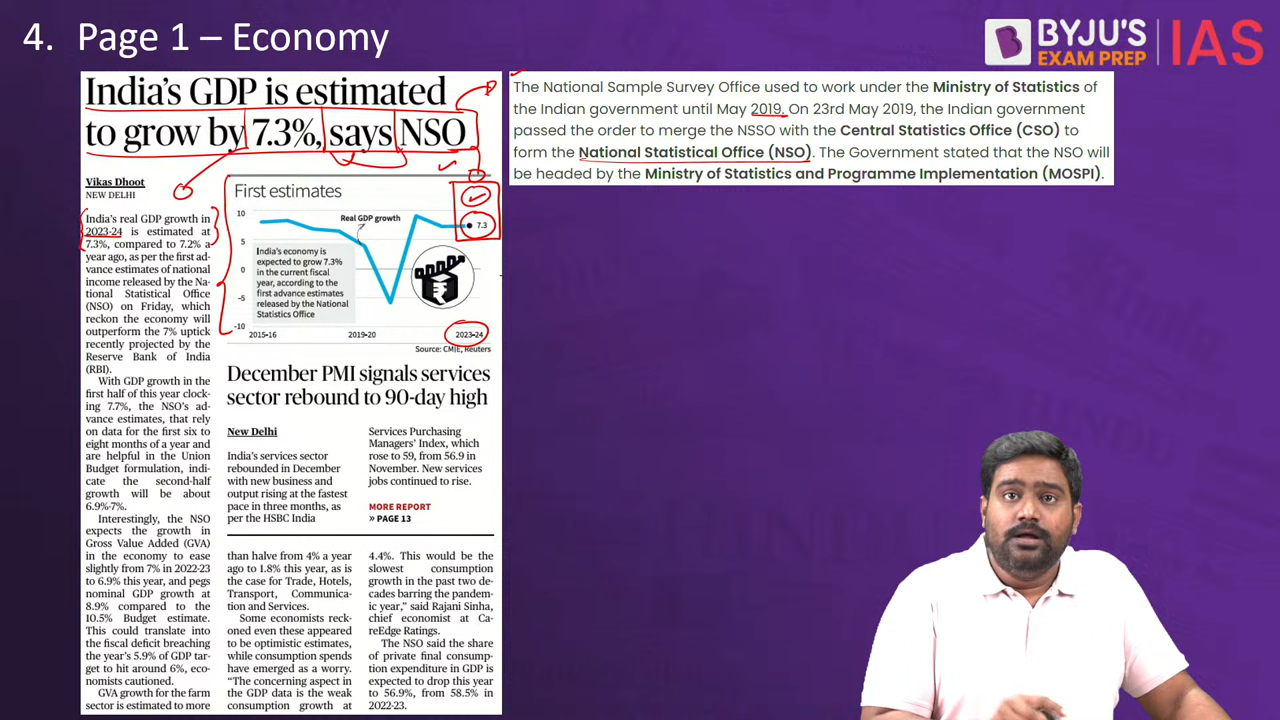 4. Page 1 – Economy
BYJU'S
EXAM PREP
IAS
India's GDP is estimated
to grow by 7.3%, says NSO
Vikas Dhoot
NEW DELHI
India's real GDP growth in
2023-24 is estimated at
7.3%, compared to 7.2% a
year ago, as per the first ad-
vance estimates of national
income released by the Na-
tional Statistical Office
(NSO) on Friday, which
reckon the economy will
outperform the 7% uptick
recently projected by the
Reserve Bank of India
(RBI).
With GDP growth in the
first half of this year clock-
ing 7.7%, the NSO's ad-
vance estimates, that rely
on data for the first six to
eight months of a year and
are helpful in the Union
Budget formulation, indi-
cate the second-half
growth will be about
6.9%-7%.
Interestingly, the NSO
expects the growth in
Gross Value Added (GVA)
in the economy to ease
slightly from 7% in 2022-23
to 6.9% this year, and pegs
nominal GDP growth at
8.9% compared to the
10.5% Budget estimate.
This could translate into
the fiscal deficit breaching
the year's 5.9% of GDP tar-
get to hit around 6%, eco-
nomists cautioned.
GVA growth for the farm
sector is estimated to more
First estimates
10
5
0
-5
-10
Real GDP growth
7.3
India's economy is
expected to grow 7.3%
in the current fiscal
year, according to the
first advance estimates
released by the National
Statistics Office
2015-16
2019-20
2023-24
Source: CMIE, Reuters
December PMI signals services
sector rebound to 90-day high
New Delhi
India's services sector
rebounded in December
with new business and
output rising at the fastest
pace in three months, as
per the HSBC India
Services Purchasing
Managers' Index, which
rose to 59, from 56.9 in
November. New services
jobs continued to rise.
MORE REPORT
» PAGE 13
than halve from 4% a year
ago to 1.8% this year, as is
the case for Trade, Hotels,
Transport, Communica-
tion and Services.
Some economists reck-
oned even these appeared
to be optimistic estimates,
while consumption spends
have emerged as a worry.
"The concerning aspect in
the GDP data is the weak
consumption growth at
4.4%. This would be the
slowest consumption
growth in the past two de-
cades barring the pandem-
ic year," said Rajani Sinha,
chief economist at Ca-
reEdge Ratings.
The NSO said the share
of private final consump-
tion expenditure in GDP is
expected to drop this year
to 56.9%, from 58.5% in
2022-23.
The National Sample Survey Office used to work under the Ministry of Statistics of
the Indian government until May 2019. On 23rd May 2019, the Indian government
passed the order to merge the NSSO with the Central Statistics Office (CSO) to
form the National Statistical Office (NSO). The Government stated that the NSO will
be headed by the Ministry of Statistics and Programme Implementation (MOSPI).